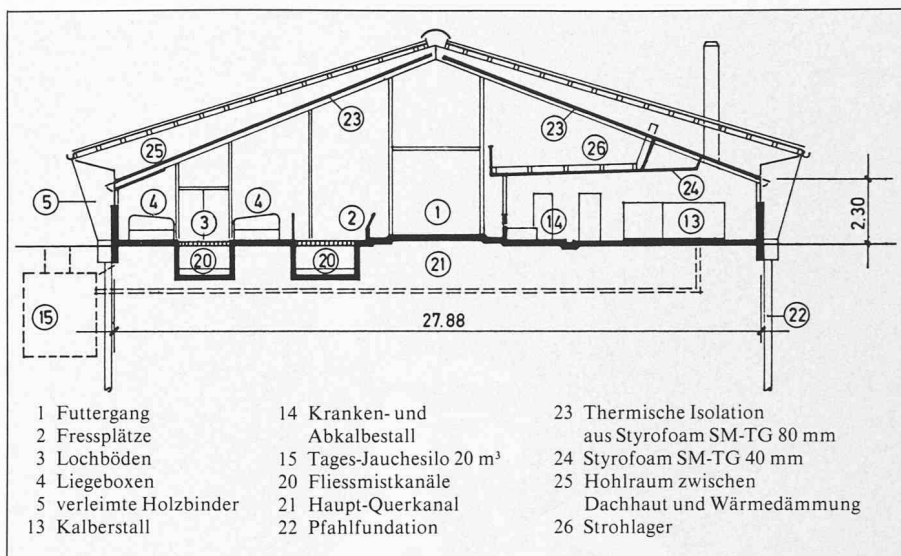 23
23
26
25
24
5
4
3
4
2
1
14
13
2.30
20
20
21
15
27.88
22
1 Futtergang
2 Fressplätze
3 Lochböden
4 Liegeboxen
5 verleimte Holzbinder
13 Kalberstall
14 Kranken- und
Abkalbestall
15 Tages-Jauchesilo 20 m³
20 Fliessmistkanäle
21 Haupt-Querkanal
22 Pfahlfundation
23 Thermische Isolation
aus Styrofoam SM-TG 80 mm
24 Styrofoam SM-TG 40 mm
25 Hohlraum zwischen
Dachhaut und Wärmedämmung
26 Strohlager